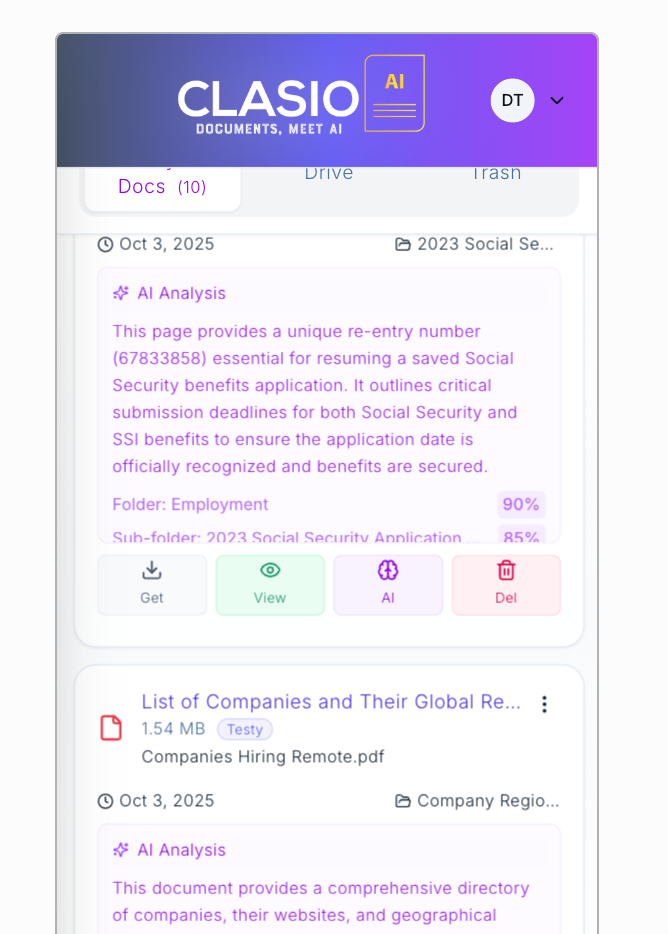 CLASIO
AI
DOCUMENTS, MEET AI
DT
Docs (10)
Drive
Trash
Oct 3, 2025
2023 Social Se...
AI Analysis
This page provides a unique re-entry number
(67833858) essential for resuming a saved Social
Security benefits application. It outlines critical
submission deadlines for both Social Security and
SSI benefits to ensure the application date is
officially recognized and benefits are secured.
Folder: Employment
90%
Sub-folder: 2023 Social Security Application ...
85%
Get
View
AI
Del
List of Companies and Their Global Re...
1.54 MB
Testy
Companies Hiring Remote.pdf
Oct 3, 2025
Company Regio...
AI Analysis
This document provides a comprehensive directory
of companies, their websites, and geographical